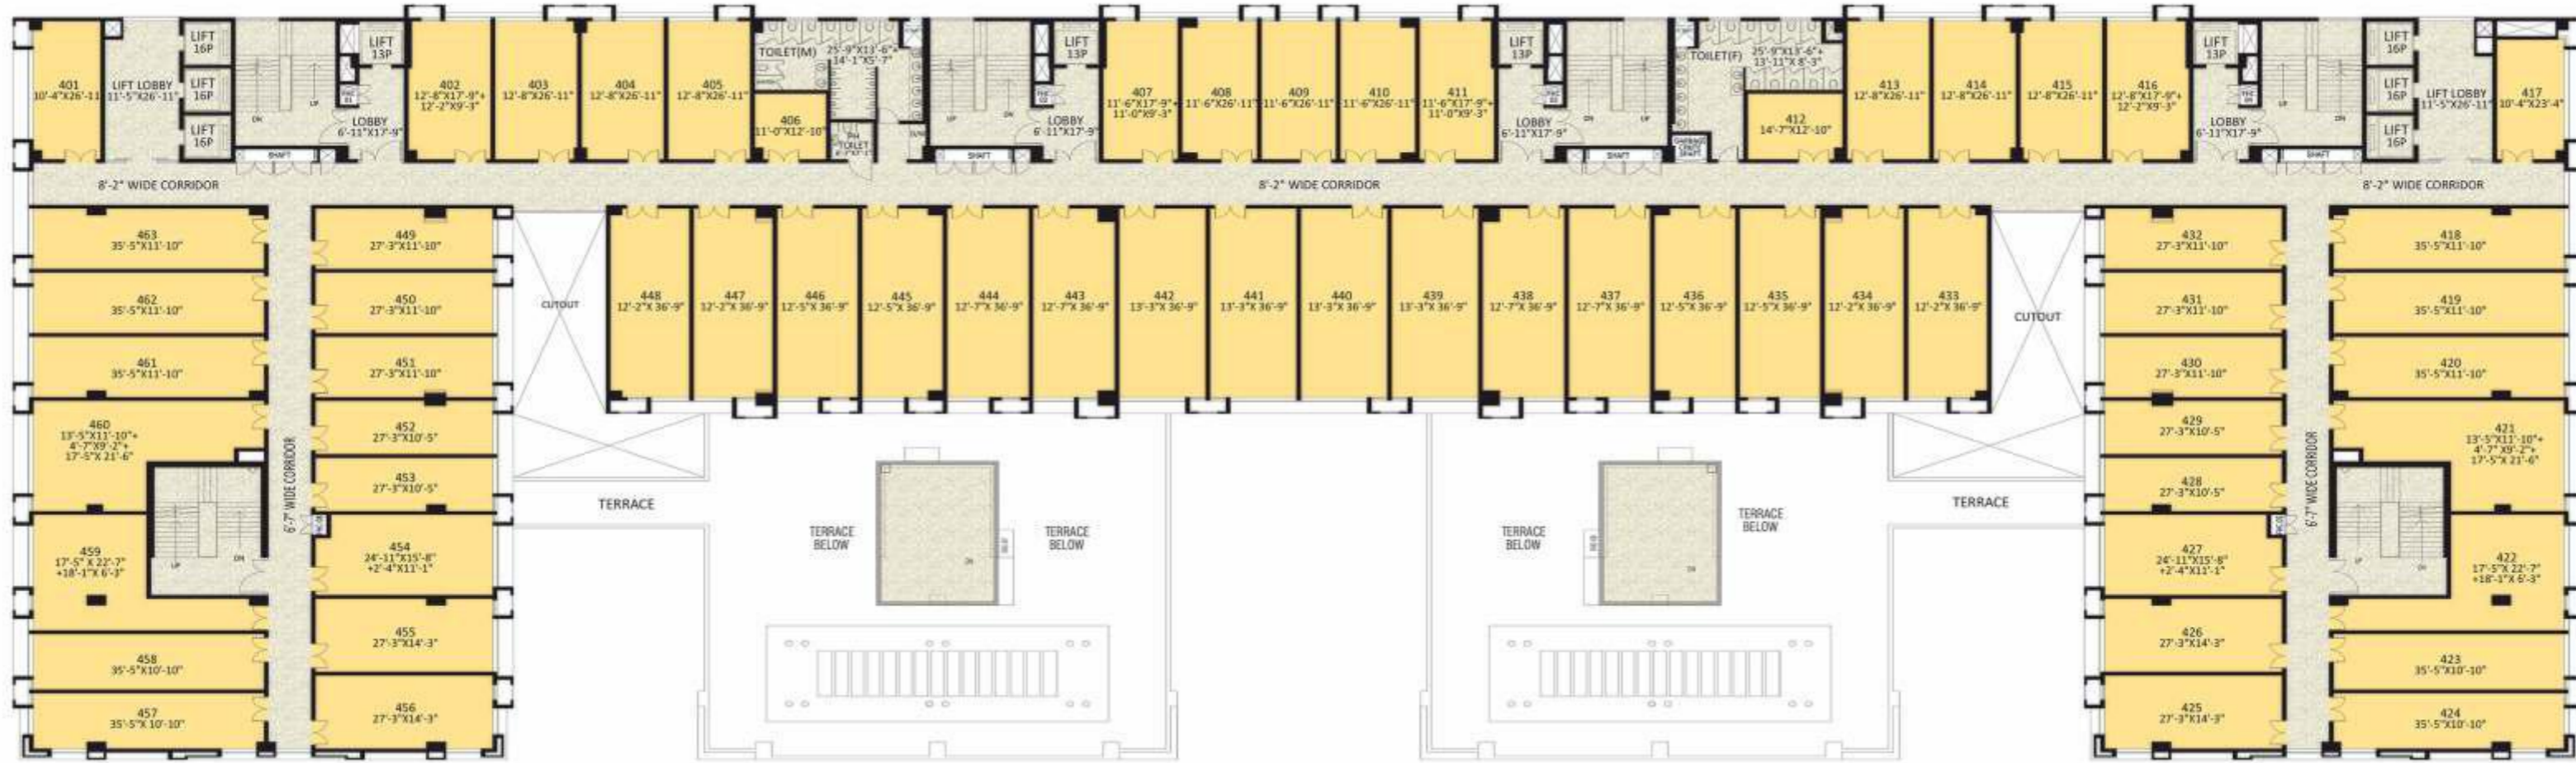 401
10'-4"X26'-11
LIFT LOBBY
11'-5"X26'-11"
LIFT
16P
LIFT
16P
LIFT
16P
DN
UP
SHAFT
LIFT
13P
LOBBY
6'-11"X17'-9"
402
12'-8"X17'-9"+
12'-2"X9'-3"
403
12'-8"X26'-11"
404
12'-8"X26'-11"
405
12'-8"X26'-11"
TOILET(M)
25'-9"X13'-6"+
14'-1"X5'-7"
406
11'-0"X12'-10"
PH
TOILET
UP
DN
SHAFT
LIFT
13P
LOBBY
6'-11"X17'-9"
407
11'-6"X17'-9"+
11'-0"X9'-3"
408
11'-6"X26'-11"
409
11'-6"X26'-11"
410
11'-6"X26'-11"
411
11'-6"X17'-9"+
11'-0"X9'-3"
LIFT
13P
LOBBY
6'-11"X17'-9"
DN
UP
SHAFT
TOILET(F)
25'-9"X13'-6"+
13'-11"X 8'-3"
412
14'-7"X12'-10"
413
12'-8"X26'-11"
414
12'-8"X26'-11"
415
12'-8"X26'-11"
416
12'-8"X17'-9"+
12'-2"X9'-3"
LIFT
13P
LOBBY
6'-11"X17'-9"
UP
DN
SHAFT
LIFT
16P
LIFT
16P
LIFT
16P
LIFT LOBBY
11'-5"X26'-11"
417
10'-4"X23'-4"
8'-2" WIDE CORRIDOR
8'-2" WIDE CORRIDOR
8'-2" WIDE CORRIDOR
463
35'-5"X11'-10"
462
35'-5"X11'-10"
461
35'-5"X11'-10"
460
13'-5"X11'-10"+
4'-7"X9'-2"+
17'-5"X 21'-6"
459
17'-5" X 22'-7"
+18'-1"X 6'-3"
458
35'-5"X10'-10"
457
35'-5"X 10'-10"
UP
DN
6'-7" WIDE CORRIDOR
449
27'-3"X11'-10"
450
27'-3"X11'-10"
451
27'-3"X11'-10"
452
27'-3"X10'-5"
453
27'-3"X10'-5"
454
24'-11"X15'-8"
+2'-4"X11'-1"
455
27'-3"X14'-3"
456
27'-3"X14'-3"
CUTOUT
448
12'-2"X 36'-9"
447
12'-2"X 36'-9"
446
12'-5"X 36'-9"
445
12'-5"X 36'-9"
444
12'-7"X 36'-9"
443
12'-7"X 36'-9"
442
13'-3"X 36'-9"
441
13'-3"X 36'-9"
440
13'-3"X 36'-9"
439
13'-3"X 36'-9"
438
12'-7"X 36'-9"
437
12'-7"X 36'-9"
436
12'-5"X 36'-9"
435
12'-5"X 36'-9"
434
12'-2"X 36'-9"
433
12'-2"X 36'-9"
CUTOUT
TERRACE
TERRACE
BELOW
TERRACE
BELOW
TERRACE
BELOW
TERRACE
BELOW
TERRACE
432
27'-3"X11'-10"
431
27'-3"X11'-10"
430
27'-3"X11'-10"
429
27'-3"X10'-5"
428
27'-3"X10'-5"
427
24'-11"X15'-8"
+2'-4"X11'-1"
426
27'-3"X14'-3"
425
27'-3"X14'-3"
6'-7" WIDE CORRIDOR
418
35'-5"X11'-10"
419
35'-5"X11'-10"
420
35'-5"X11'-10"
421
13'-5"X11'-10"+
4'-7" X9'-2"+
17'-5"X 21'-6"
UP
DN
422
17'-5"X 22'-7"
+18'-1"X 6'-3"
423
35'-5"X10'-10"
424
35'-5"X10'-10"